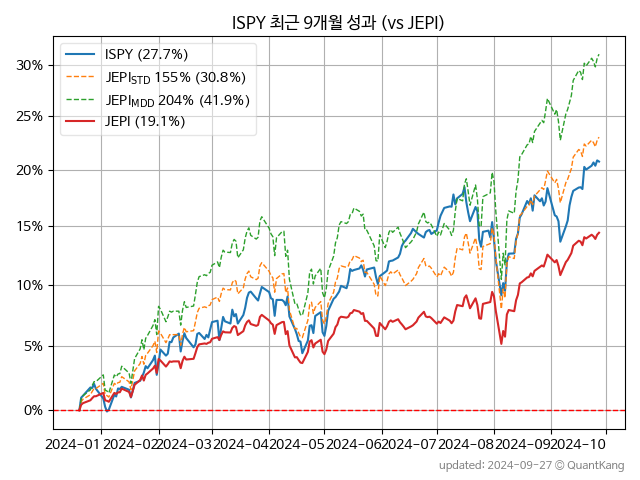 ISPY 최근 9개월 성과 (vs JEPI)
ISPY (27.7%)
JEPISTD 155% (30.8%)
JEPIMDD 204% (41.9%)
JEPI (19.1%)
30%
25%
20%
15%
10%
5%
0%
2024-01 2024-02 2024-03 2024-04 2024-05 2024-06 2024-07 2024-08 2024-09 2024-10
updated: 2024-09-27 © QuantKang